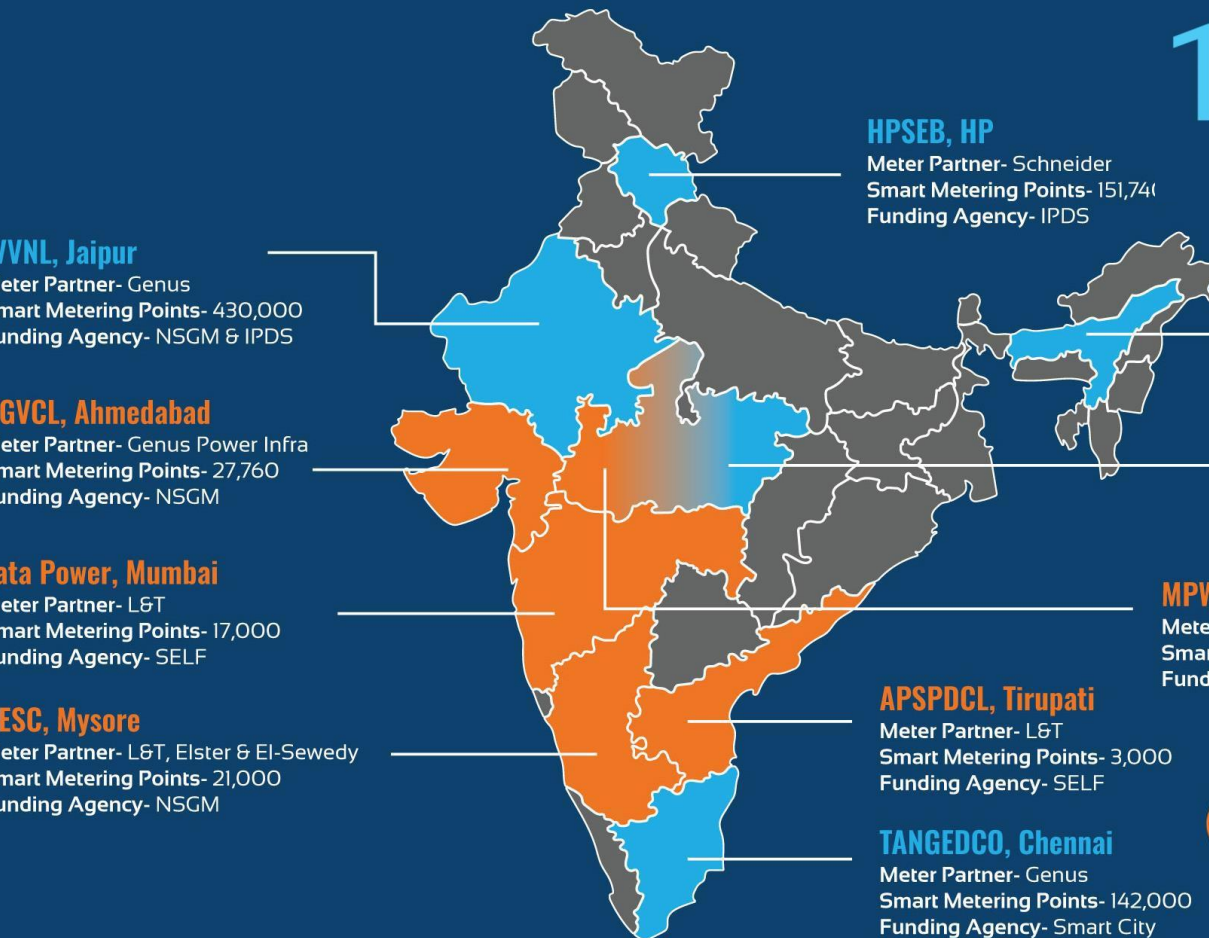 1
HPSEB, HP
Meter Partner- Schneider
Smart Metering Points- 151,74
Funding Agency- IPDS
VVNL, Jaipur
eter Partner- Genus
mart Metering Points- 430,000
unding Agency- NSGM & IPDS
GVCL, Ahmedabad
eter Partner- Genus Power Infra
mart Metering Points- 27,760
unding Agency- NSGM
ata Power, Mumbai
eter Partner- L&T
mart Metering Points- 17,000
unding Agency- SELF
ESC, Mysore
eter Partner- L&T, Elster & El-Sewedy
mart Metering Points- 21,000
unding Agency- NSGM
MPW
Mete
Smar
Fund
APSPDCL, Tirupati
Meter Partner- L&T
Smart Metering Points- 3,000
Funding Agency- SELF
TANGEDCO, Chennai
Meter Partner- Genus
Smart Metering Points- 142,000
Funding Agency- Smart City